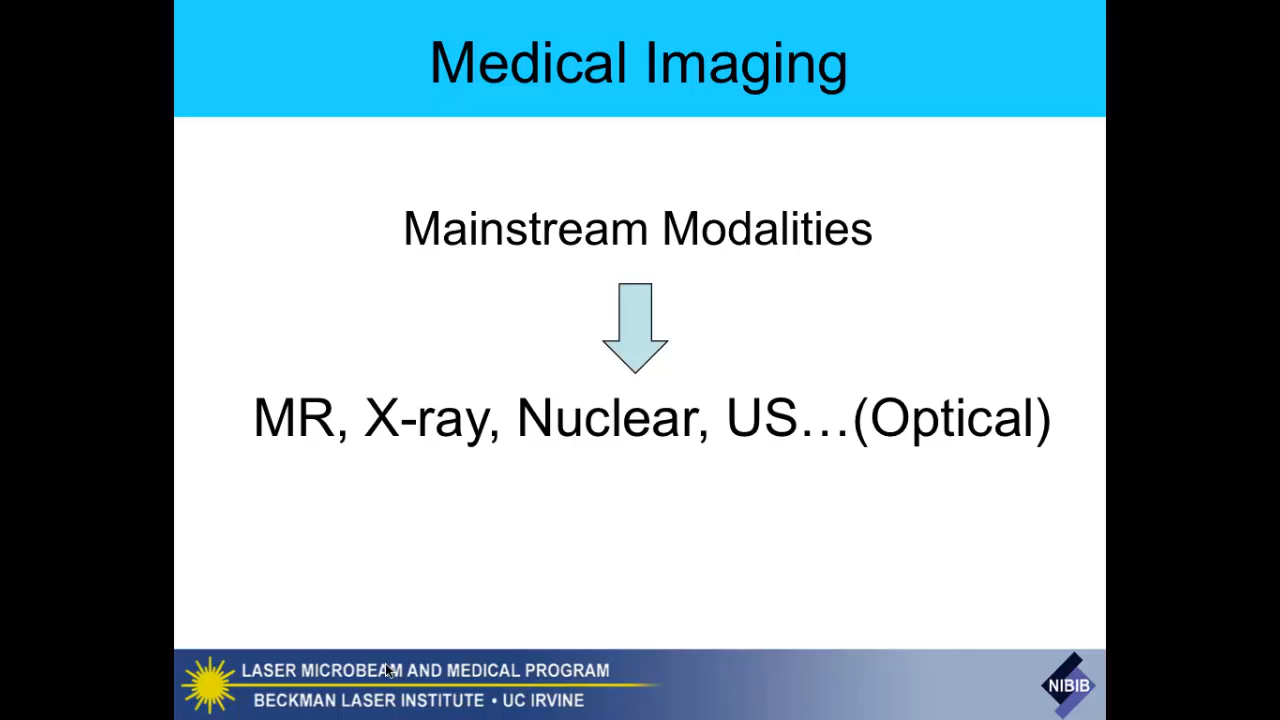 Medical Imaging
Mainstream Modalities
MR, X-ray, Nuclear, US…(Optical)
LASER MICROBEAM AND MEDICAL PROGRAM
BECKMAN LASER INSTITUTE • UC IRVINE
NIBIB